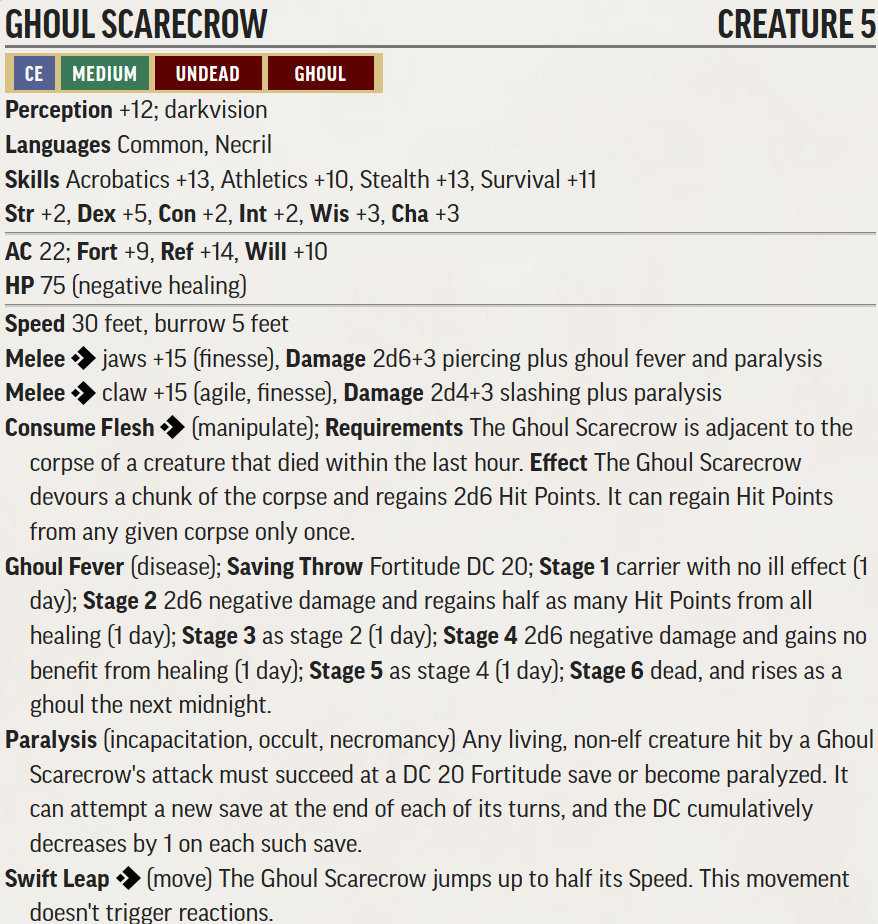 GHOUL SCARECROW CREATURE 5
CE MEDIUM UNDEAD GHOUL
Perception +12; darkvision
Languages Common, Necril
Skills Acrobatics +13, Athletics +10, Stealth +13, Survival +11
Str +2, Dex +5, Con +2, Int +2, Wis +3, Cha +3
AC 22; Fort +9, Ref +14, Will +10
HP 75 (negative healing)
Speed 30 feet, burrow 5 feet
Melee jaws +15 (finesse), Damage 2d6+3 piercing plus ghoul fever and paralysis
Melee claw +15 (agile, finesse), Damage 2d4+3 slashing plus paralysis
Consume Flesh (manipulate); Requirements The Ghoul Scarecrow is adjacent to the
corpse of a creature that died within the last hour. Effect The Ghoul Scarecrow
devours a chunk of the corpse and regains 2d6 Hit Points. It can regain Hit Points
from any given corpse only once.
Ghoul Fever (disease); Saving Throw Fortitude DC 20; Stage 1 carrier with no ill effect (1
day); Stage 2 2d6 negative damage and regains half as many Hit Points from all
healing (1 day); Stage 3 as stage 2 (1 day); Stage 4 2d6 negative damage and gains no
benefit from healing (1 day); Stage 5 as stage 4 (1 day); Stage 6 dead, and rises as a
ghoul the next midnight.
Paralysis (incapacitation, occult, necromancy) Any living, non-elf creature hit by a Ghoul
Scarecrow's attack must succeed at a DC 20 Fortitude save or become paralyzed. It
can attempt a new save at the end of each of its turns, and the DC cumulatively
decreases by 1 on each such save.
Swift Leap (move) The Ghoul Scarecrow jumps up to half its Speed. This movement
doesn't trigger reactions.